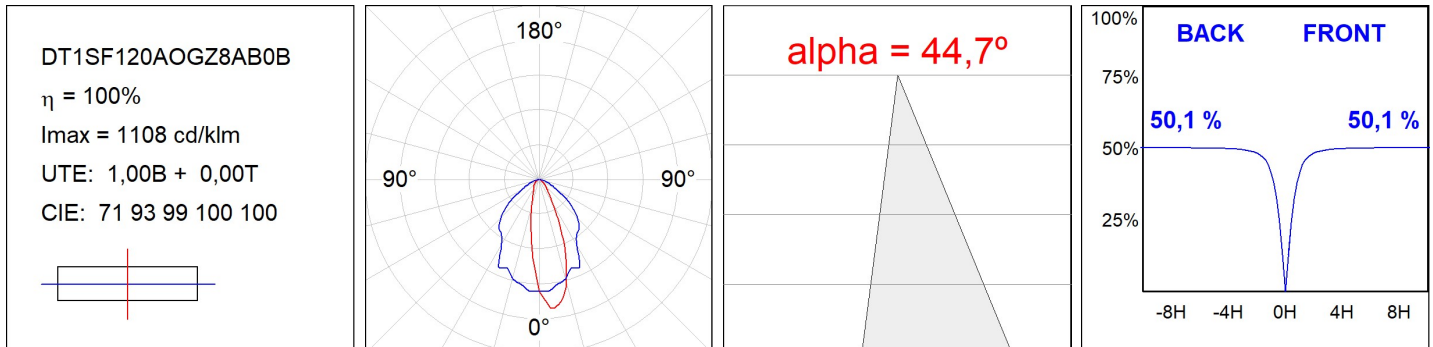 DT1SF120AOGZ8AB0B
η = 100%
Imax = 1108 cd/klm
UTE: 1,00B + 0,00T
CIE: 71 93 99 100 100
180°
90° 90°
0°
alpha = 44,7º
100%
BACK FRONT
75%
50,1 % 50,1 %
50%
25%
-8H -4H 0H 4H 8H